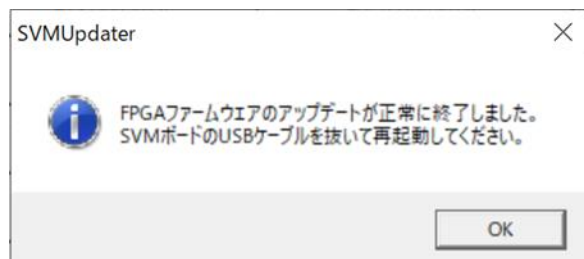 SVMUpdater
FPGAファームウェアのアップデートが正常に終了しました。
SVMボードのUSBケーブルを抜いて再起動してください。
OK